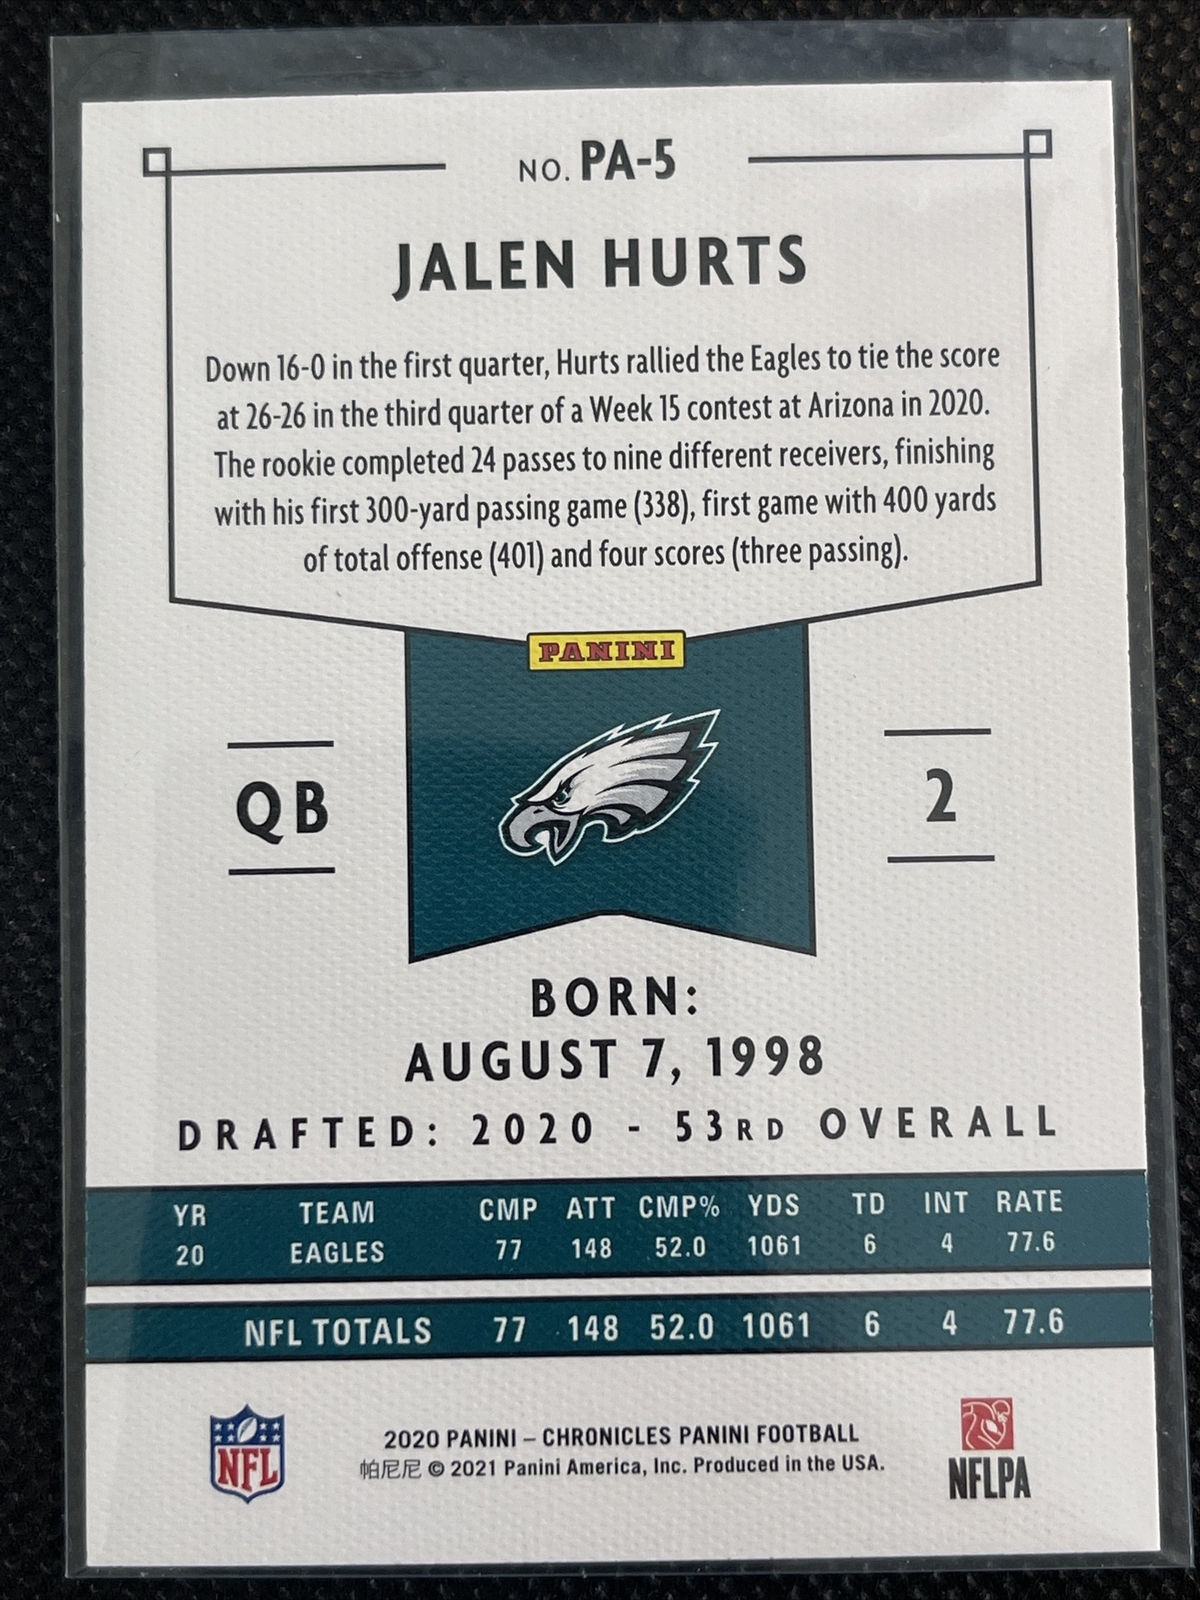 NO. PA-5
JALEN HURTS
Down 16-0 in the first quarter, Hurts rallied the Eagles to tie the score
at 26-26 in the third quarter of a Week 15 contest at Arizona in 2020.
The rookie completed 24 passes to nine different receivers, finishing
with his first 300-yard passing game (338), first game with 400 yards
of total offense (401) and four scores (three passing).
PANINI
QB
2
BORN:
AUGUST 7, 1998
DRAFTED: 2020 - 53RD OVERALL
YR TEAM CMP ATT CMP% YDS TD INT RATE
20 EAGLES 77 148 52.0 1061 6 4 77.6
NFL TOTALS 77 148 52.0 1061 6 4 77.6
NFL
2020 PANINI – CHRONICLES PANINI FOOTBALL
帕尼尼 © 2021 Panini America, Inc. Produced in the USA.
NFLPA